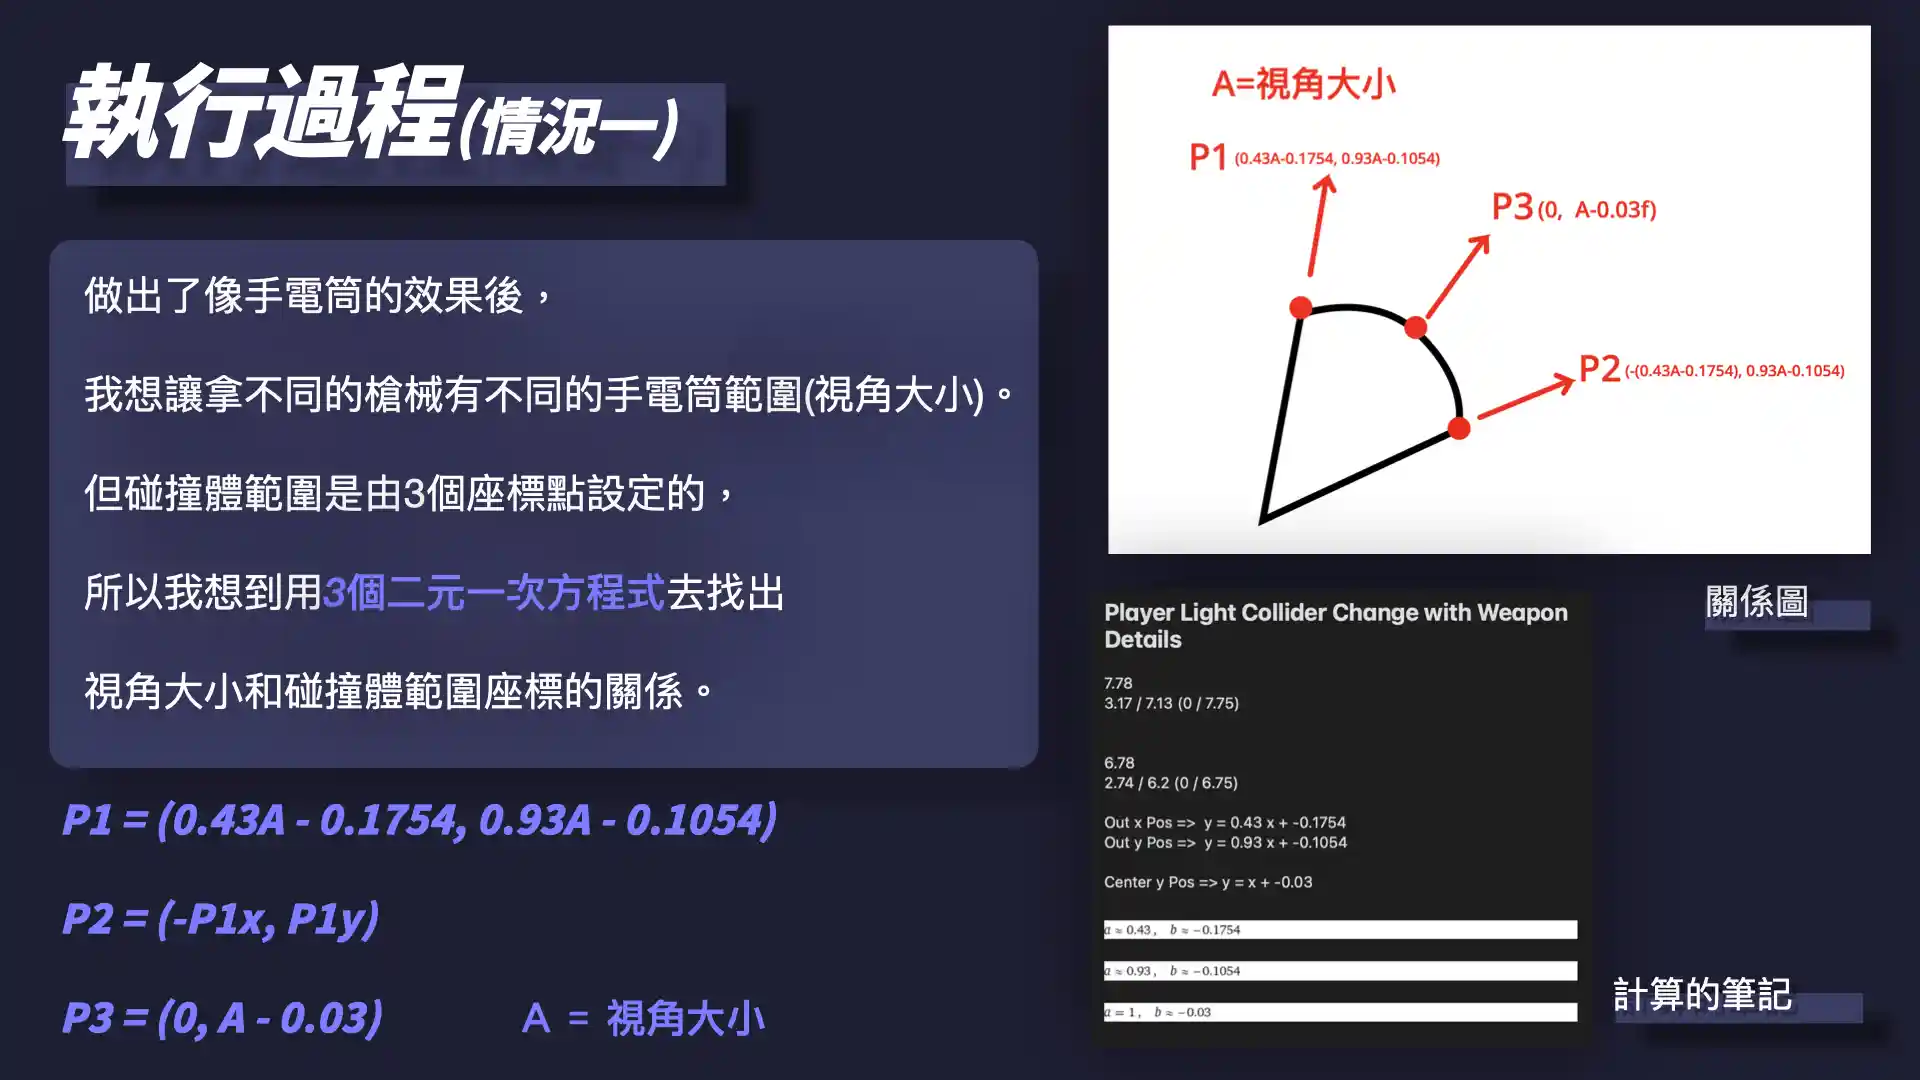 執行過程(情況一)
做出了像手電筒的效果後，
我想讓拿不同的槍械有不同的手電筒範圍(視角大小)。
但碰撞體範圍是由3個座標點設定的，
所以我想到用3個二元一次方程式去找出
視角大小和碰撞體範圍座標的關係。
P1 = (0.43A - 0.1754, 0.93A - 0.1054)
P2 = (-P1x, P1y)
P3 = (0, A - 0.03)
A = 視角大小
A=視角大小
P1 (0.43A-0.1754, 0.93A-0.1054)
P3 (0, A-0.03f)
P2 (-(0.43A-0.1754), 0.93A-0.1054)
關係圖
Player Light Collider Change with Weapon
Details
7.78
3.17 / 7.13 (0 / 7.75)
6.78
2.74 / 6.2 (0 / 6.75)
Out x Pos => y = 0.43 x + -0.1754
Out y Pos => y = 0.93 x + -0.1054
Center y Pos => y = x + -0.03
a ≈ 0.43, b ≈ −0.1754
a ≈ 0.93, b ≈ −0.1054
a = 1, b ≈ −0.03
計算的筆記